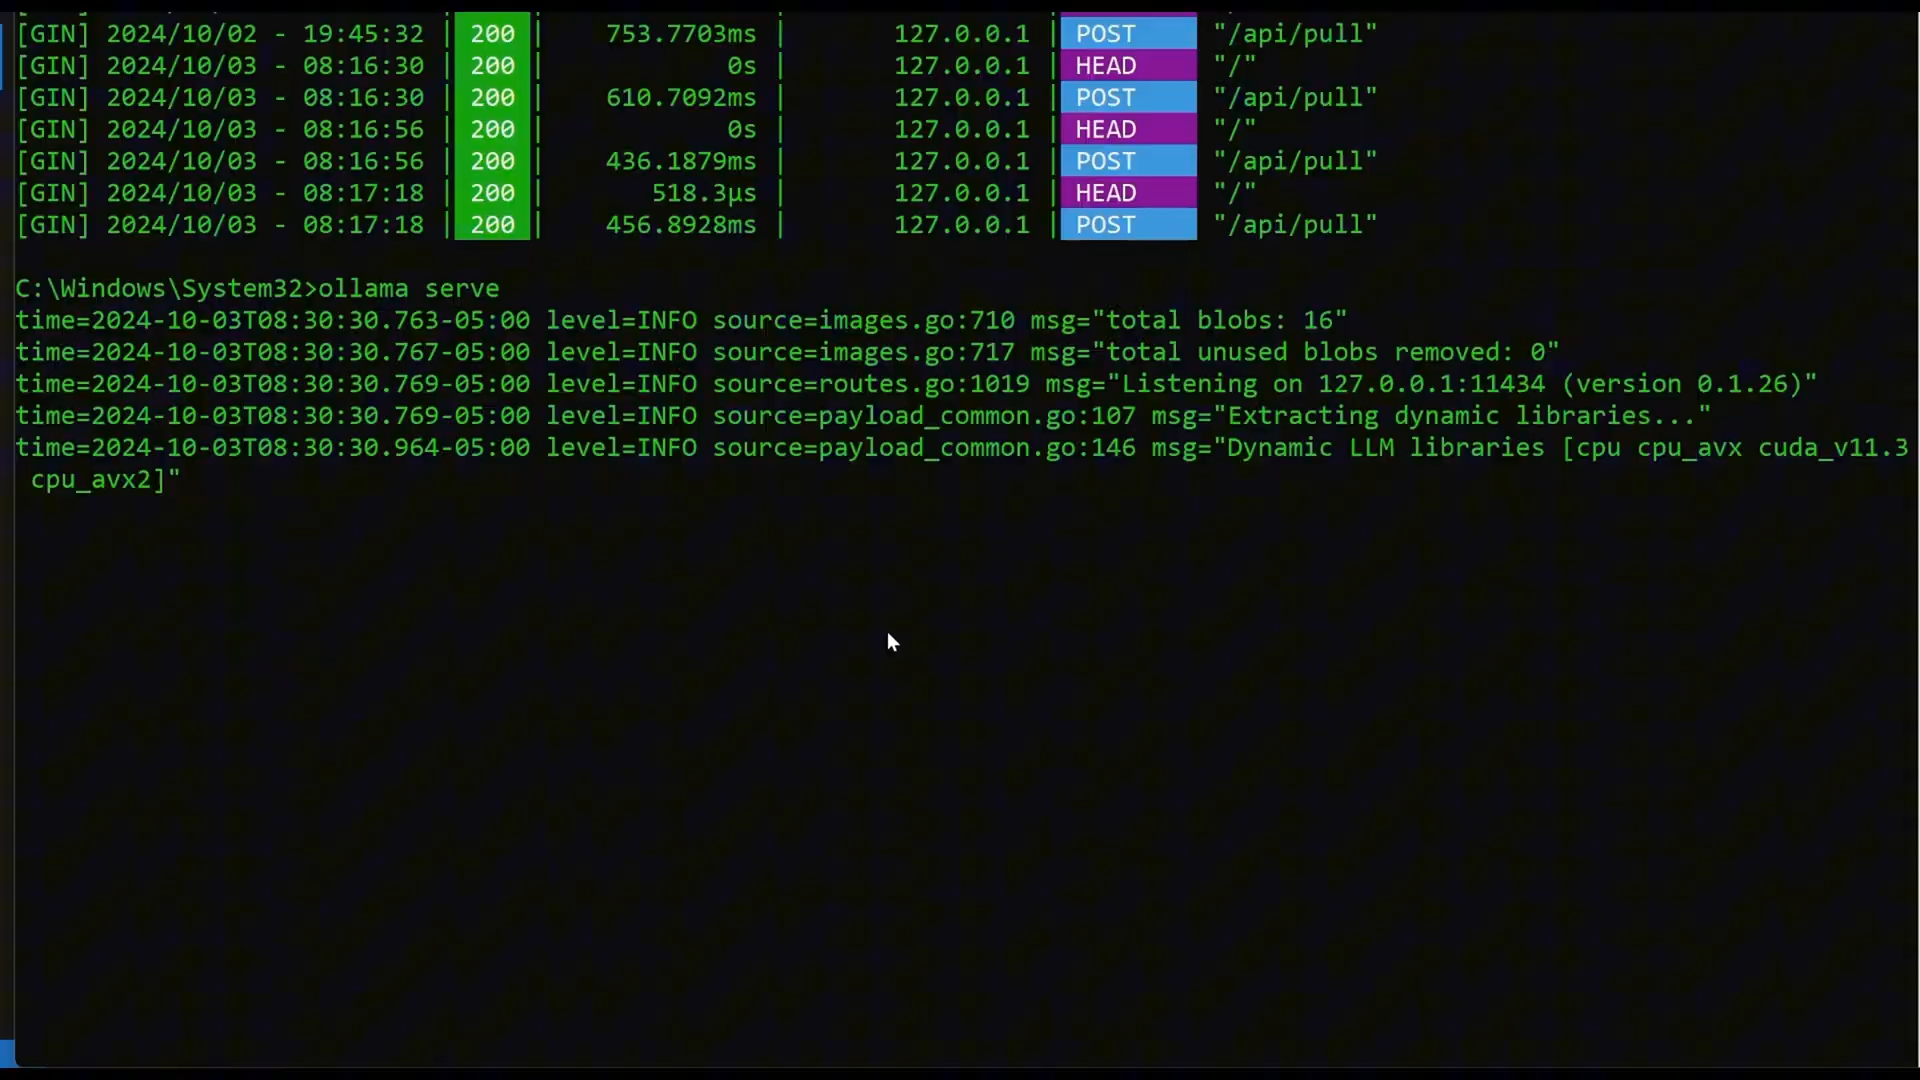 [GIN] 2024/10/02 - 19:45:32 | 200 | 753.7703ms | 127.0.0.1 | POST "/api/pull"
[GIN] 2024/10/03 - 08:16:30 | 200 | 0s | 127.0.0.1 | HEAD "/"
[GIN] 2024/10/03 - 08:16:30 | 200 | 610.7092ms | 127.0.0.1 | POST "/api/pull"
[GIN] 2024/10/03 - 08:16:56 | 200 | 0s | 127.0.0.1 | HEAD "/"
[GIN] 2024/10/03 - 08:16:56 | 200 | 436.1879ms | 127.0.0.1 | POST "/api/pull"
[GIN] 2024/10/03 - 08:17:18 | 200 | 518.3µs | 127.0.0.1 | HEAD "/"
[GIN] 2024/10/03 - 08:17:18 | 200 | 456.8928ms | 127.0.0.1 | POST "/api/pull"
C:\Windows\System32>ollama serve
time=2024-10-03T08:30:30.763-05:00 level=INFO source=images.go:710 msg="total blobs: 16"
time=2024-10-03T08:30:30.767-05:00 level=INFO source=images.go:717 msg="total unused blobs removed: 0"
time=2024-10-03T08:30:30.769-05:00 level=INFO source=routes.go:1019 msg="Listening on 127.0.0.1:11434 (version 0.1.26)"
time=2024-10-03T08:30:30.769-05:00 level=INFO source=payload_common.go:107 msg="Extracting dynamic libraries..."
time=2024-10-03T08:30:30.964-05:00 level=INFO source=payload_common.go:146 msg="Dynamic LLM libraries [cpu cpu_avx cuda_v11.3
cpu_avx2]"